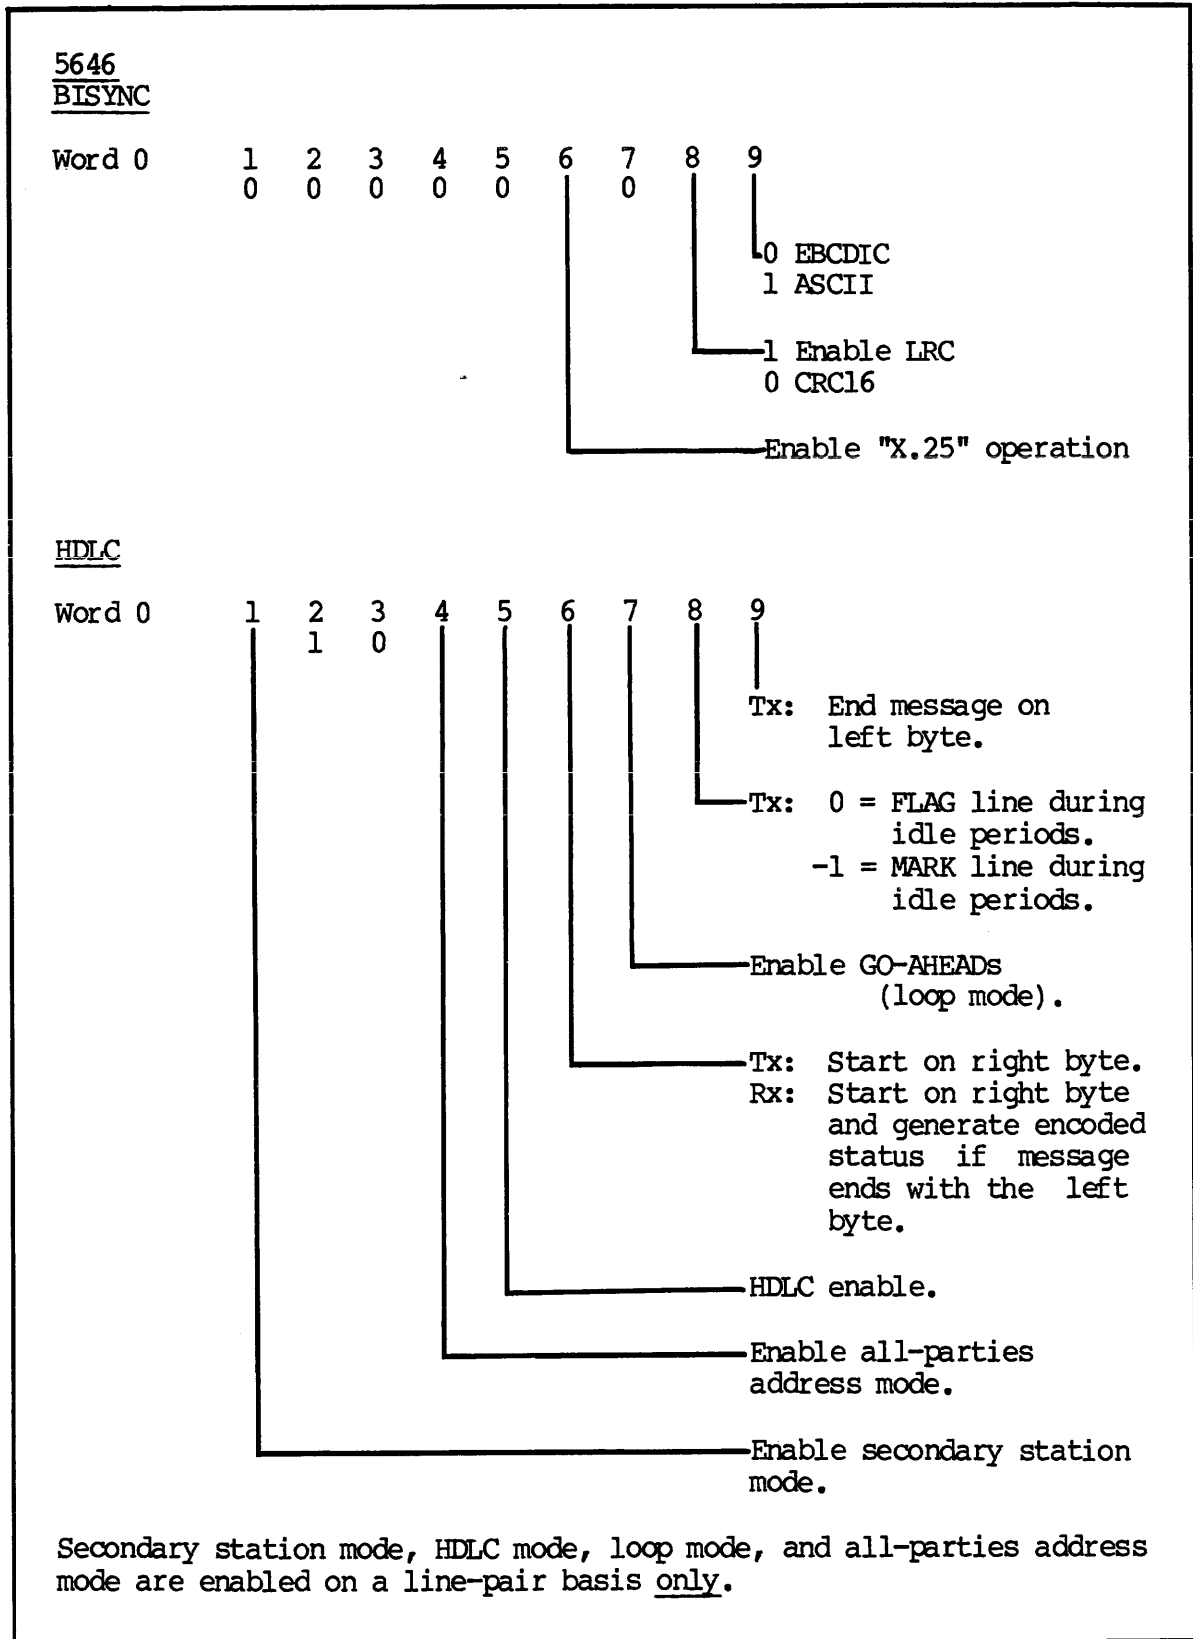 5646
BISYNC
Word 0 1 2 3 4 5 6 7 8 9
0 0 0 0 0 0
0 EBCDIC
1 ASCII
1 Enable LRC
0 CRC16
Enable "X.25" operation
HDLC
Word 0 1 2 3 4 5 6 7 8 9
1 0
Tx: End message on
left byte.
Tx: 0 = FLAG line during
idle periods.
-1 = MARK line during
idle periods.
Enable GO-AHEADs
(loop mode).
Tx: Start on right byte.
Rx: Start on right byte
and generate encoded
status if message
ends with the left
byte.
HDLC enable.
Enable all-parties
address mode.
Enable secondary station
mode.
Secondary station mode, HDLC mode, loop mode, and all-parties address
mode are enabled on a line-pair basis only.